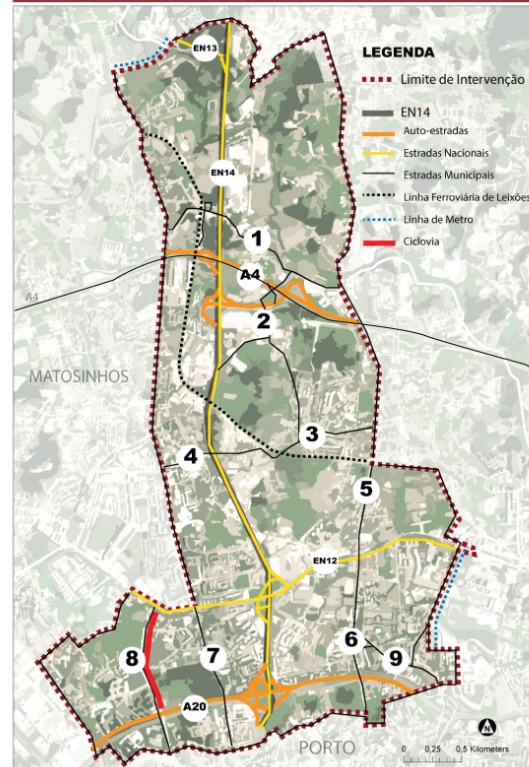 EN13
LEGENDA
Limite de Intervenção
EN14
Auto-estradas
Estradas Nacionais
Estradas Municipais
Linha Ferroviária de Leixões
Linha de Metro
Ciclovia
EN14
1
A4
A4
2
MATOSINHOS
3
4
5
EN12
6
7
8
9
A20
PORTO
N
0 0,25 0,5 Kilometers